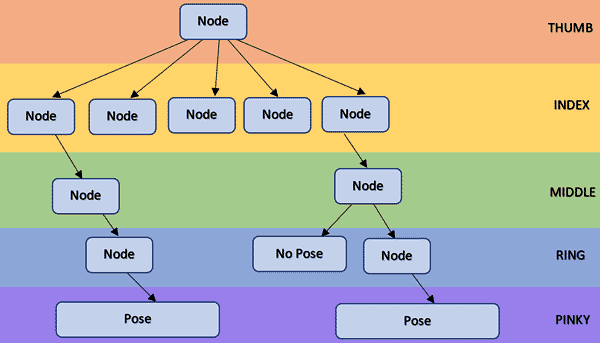 Node
THUMB
Node
Node
Node
Node
Node
INDEX
Node
Node
MIDDLE
Node
No Pose
Node
RING
Pose
Pose
PINKY